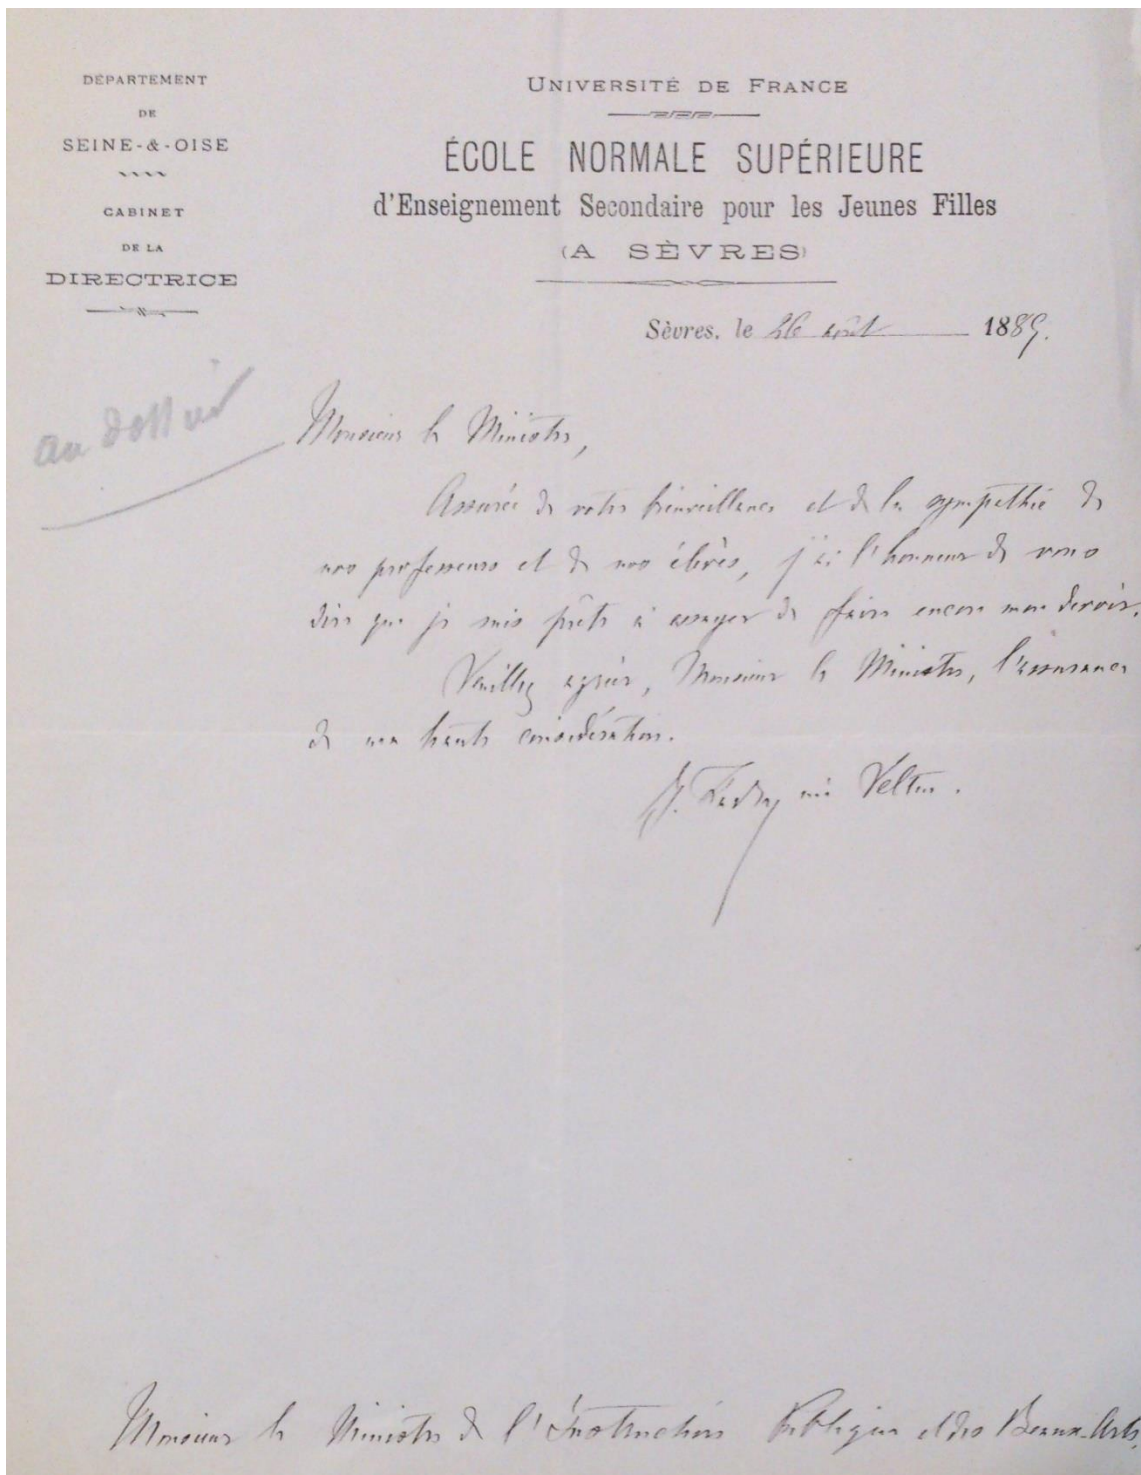 DÉPARTEMENT
DE
SEINE-&-OISE
CABINET
DE LA
DIRECTRICE
UNIVERSITÉ DE FRANCE
ÉCOLE NORMALE SUPÉRIEURE
d'Enseignement Secondaire pour les Jeunes Filles
(A SÈVRES)
Sèvres, le 26 août 1889.
au dossier
Monsieur le Ministre,
Assurée de votre bienveillance et de la sympathie de
nos professeurs et de nos élèves, j'ai l'honneur de vous
dire que je suis prête à essayer de faire encore mon devoir.
Veuillez agréer, Monsieur le Ministre, l'assurance
de ma haute considération.
J. Favre née Velten.
Monsieur le Ministre de l'Instruction Publique et des Beaux-Arts,